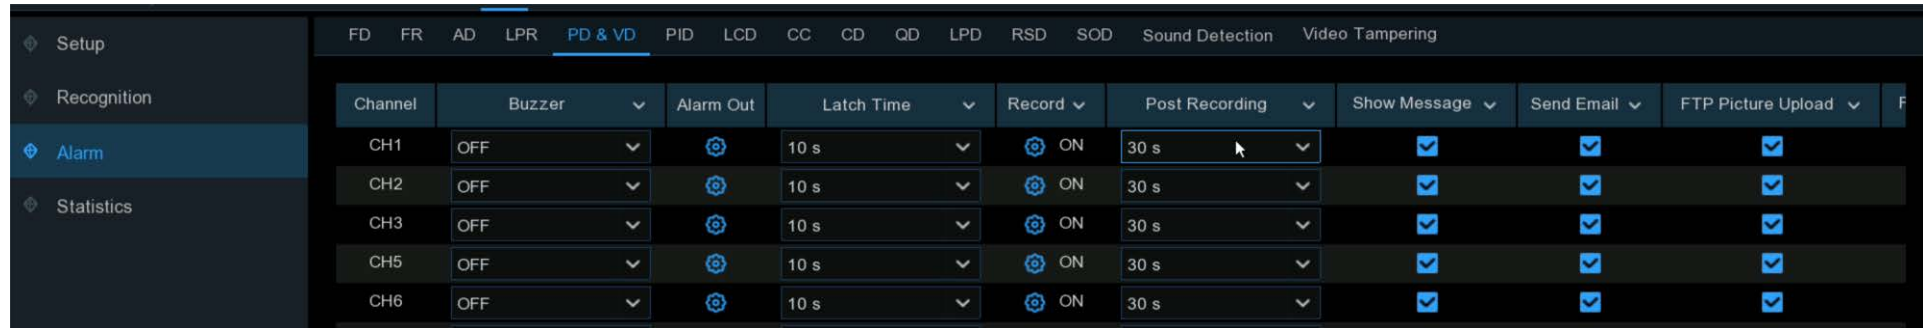 Setup
Recognition
Alarm
Statistics
FD FR AD LPR PD & VD PID LCD CC CD QD LPD RSD SOD Sound Detection Video Tampering
Channel Buzzer Alarm Out Latch Time Record Post Recording Show Message Send Email FTP Picture Upload F
CH1 OFF 10 s ON 30 s
CH2 OFF 10 s ON 30 s
CH3 OFF 10 s ON 30 s
CH5 OFF 10 s ON 30 s
CH6 OFF 10 s ON 30 s